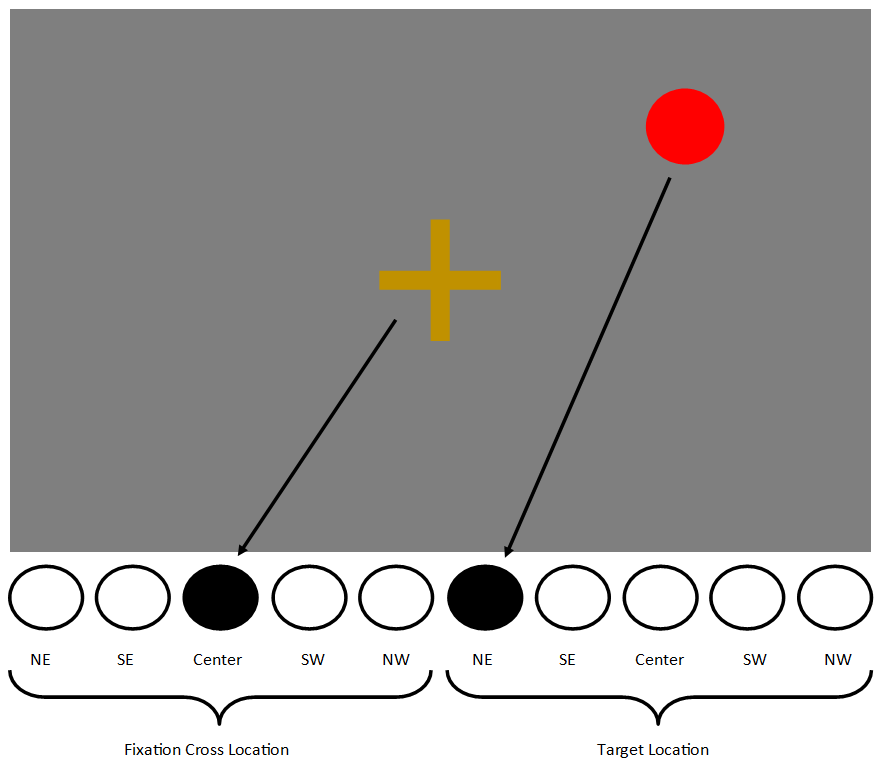 NE SE Center SW NW NE SE Center SW NW
Fixation Cross Location Target Location